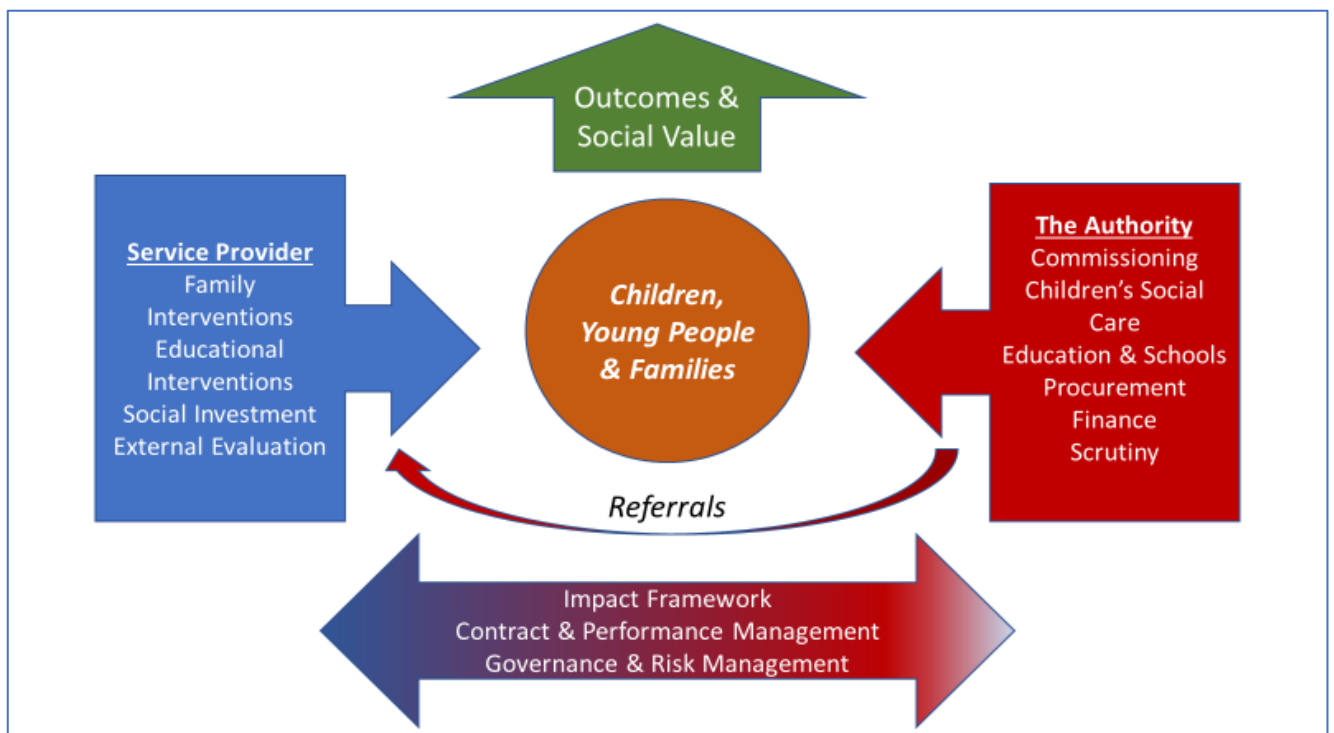 Outcomes &
Social Value
Service Provider
Family
Interventions
Educational
Interventions
Social Investment
External Evaluation
Children,
Young People
& Families
The Authority
Commissioning
Children’s Social
Care
Education & Schools
Procurement
Finance
Scrutiny
Referrals
Impact Framework
Contract & Performance Management
Governance & Risk Management